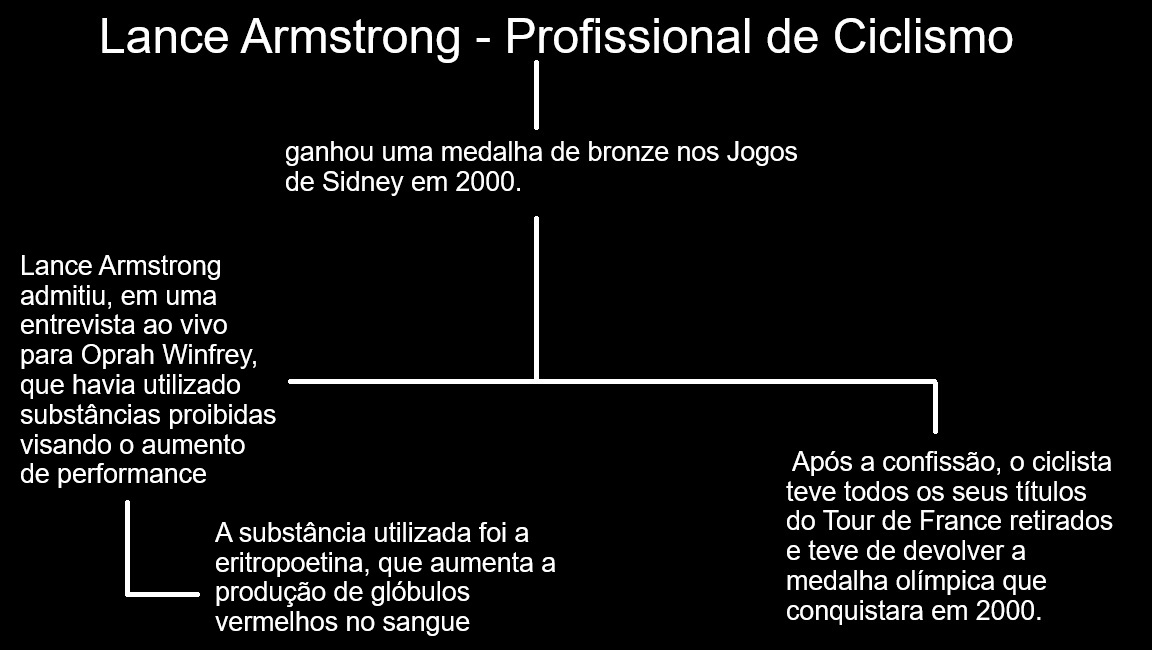 Lance Armstrong - Profissional de Ciclismo
ganhou uma medalha de bronze nos Jogos
de Sidney em 2000.
Lance Armstrong
admitiu, em uma
entrevista ao vivo
para Oprah Winfrey,
que havia utilizado
substâncias proibidas
visando o aumento
de performance
A substância utilizada foi a
eritropoetina, que aumenta a
produção de glóbulos
vermelhos no sangue
Após a confissão, o ciclista
teve todos os seus títulos
do Tour de France retirados
e teve de devolver a
medalha olímpica que
conquistara em 2000.